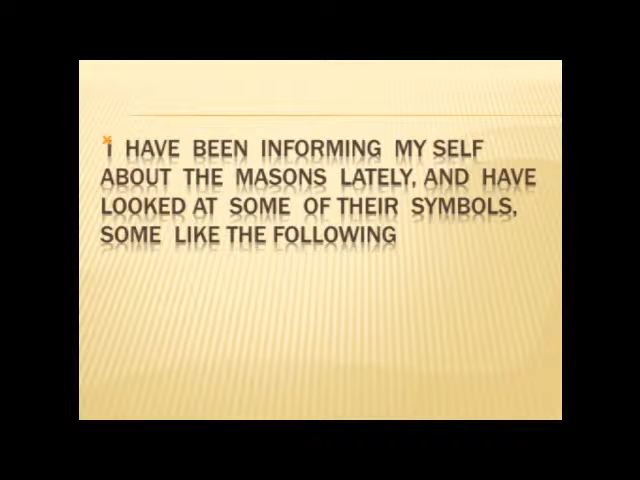 I HAVE BEEN INFORMING MY SELF
ABOUT THE MASONS LATELY, AND HAVE
LOOKED AT SOME OF THEIR SYMBOLS,
SOME LIKE THE FOLLOWING